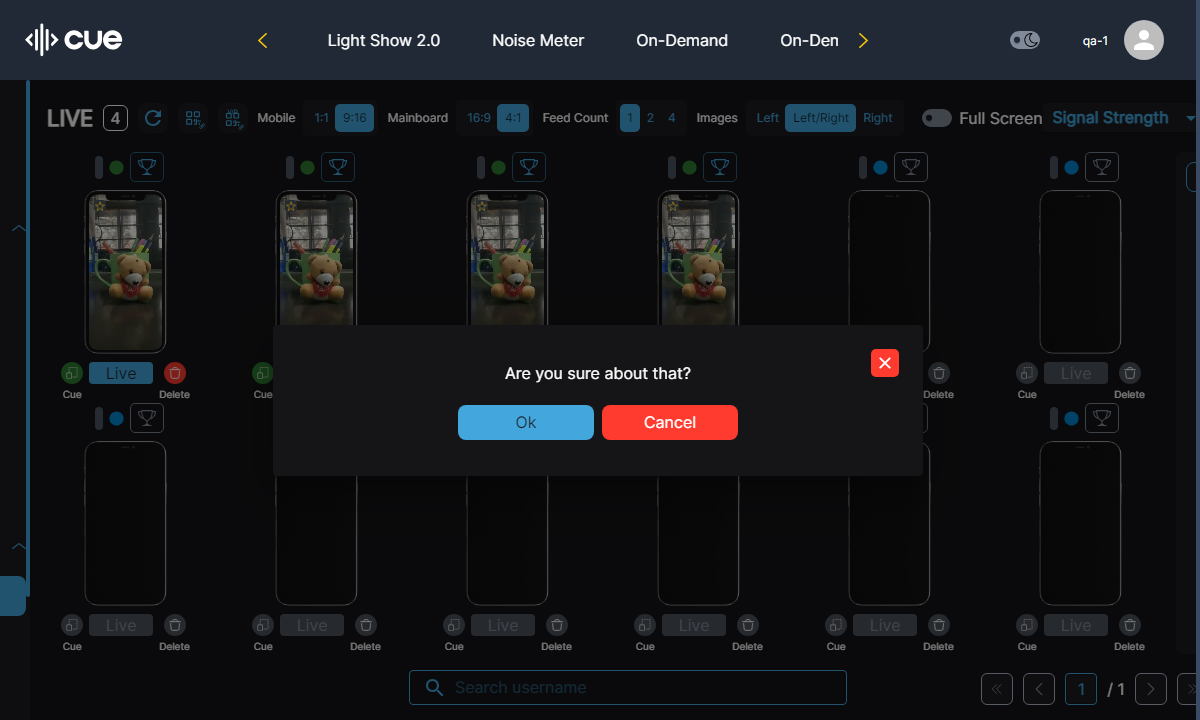 cue
Light Show 2.0
Noise Meter
On-Demand
On-Den
qa-1
LIVE 4
Mobile 1:1 9:16
Mainboard 16:9 4:1
Feed Count 1 2 4
Images Left Left/Right Right
Full Screen
Signal Strength
Live
Cue Delete
Cue
Delete
Live
Cue Delete
Are you sure about that?
Ok
Cancel
Live
Cue Delete
Live
Cue Delete
Live
Cue Delete
Live
Cue Delete
Live
Cue Delete
Live
Cue Delete
Search username
1 / 1